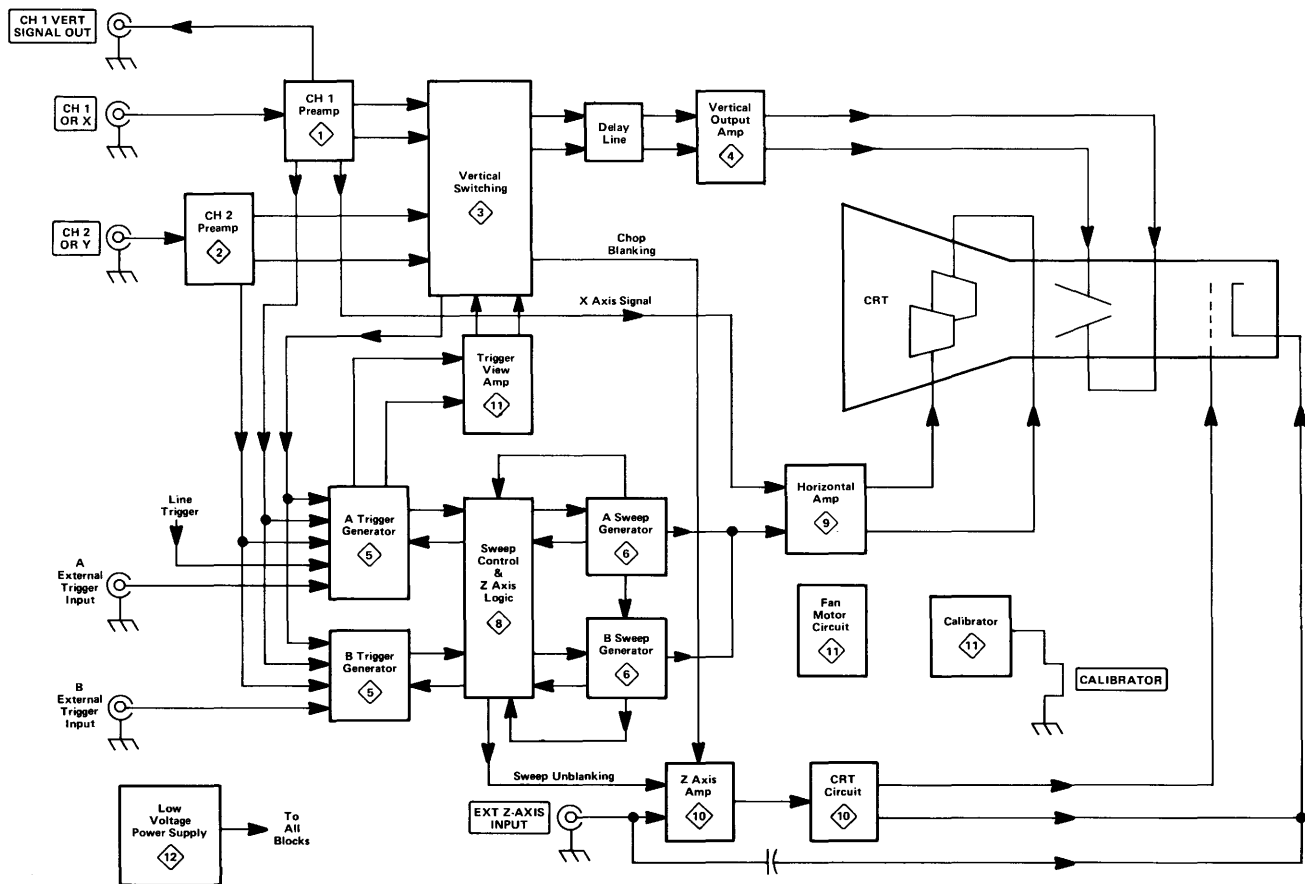 CH 1 VERT
SIGNAL OUT
CH 1
OR X
CH 1
Preamp
1
Vertical
Switching
3
Delay
Line
Vertical
Output
Amp
4
CH 2
OR Y
CH 2
Preamp
2
Chop
Blanking
X Axis Signal
CRT
Trigger
View
Amp
11
Line
Trigger
A
External
Trigger
Input
A Trigger
Generator
5
Sweep
Control
&
Z Axis
Logic
8
A Sweep
Generator
6
Horizontal
Amp
9
B
External
Trigger
Input
B Trigger
Generator
5
B Sweep
Generator
6
Fan
Motor
Circuit
11
Calibrator
11
CALIBRATOR
Sweep Unblanking
EXT Z-AXIS
INPUT
Z Axis
Amp
10
CRT
Circuit
10
Low
Voltage
Power Supply
12
To
All
Blocks